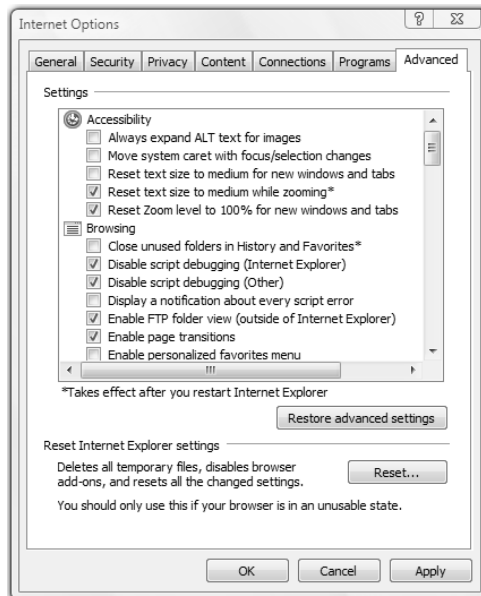 Internet Options
General Security Privacy Content Connections Programs Advanced
Settings
Accessibility
Always expand ALT text for images
Move system caret with focus/selection changes
Reset text size to medium for new windows and tabs
Reset text size to medium while zooming*
Reset Zoom level to 100% for new windows and tabs
Browsing
Close unused folders in History and Favorites*
Disable script debugging (Internet Explorer)
Disable script debugging (Other)
Display a notification about every script error
Enable FTP folder view (outside of Internet Explorer)
Enable page transitions
Enable personalized favorites menu
*Takes effect after you restart Internet Explorer
Restore advanced settings
Reset Internet Explorer settings
Deletes all temporary files, disables browser
add-ons, and resets all the changed settings.
Reset...
You should only use this if your browser is in an unusable state.
OK Cancel Apply